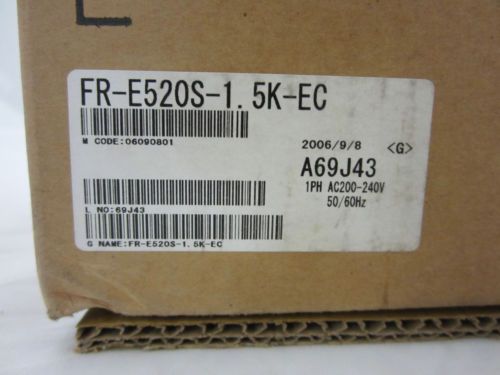 FR-E520S-1.5K-EC
M CODE:06090801
2006/9/8 <G>
A69J43
1PH AC200-240V
50/60Hz
L NO:69J43
G NAME:FR-E520S-1.5K-EC